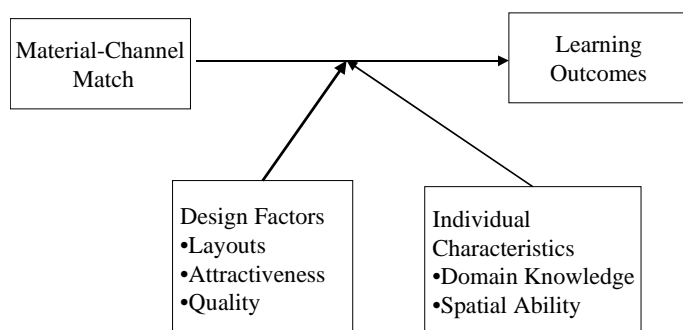 Material-Channel
Match
Learning
Outcomes
Design Factors
•Layouts
•Attractiveness
•Quality
Individual
Characteristics
•Domain Knowledge
•Spatial Ability